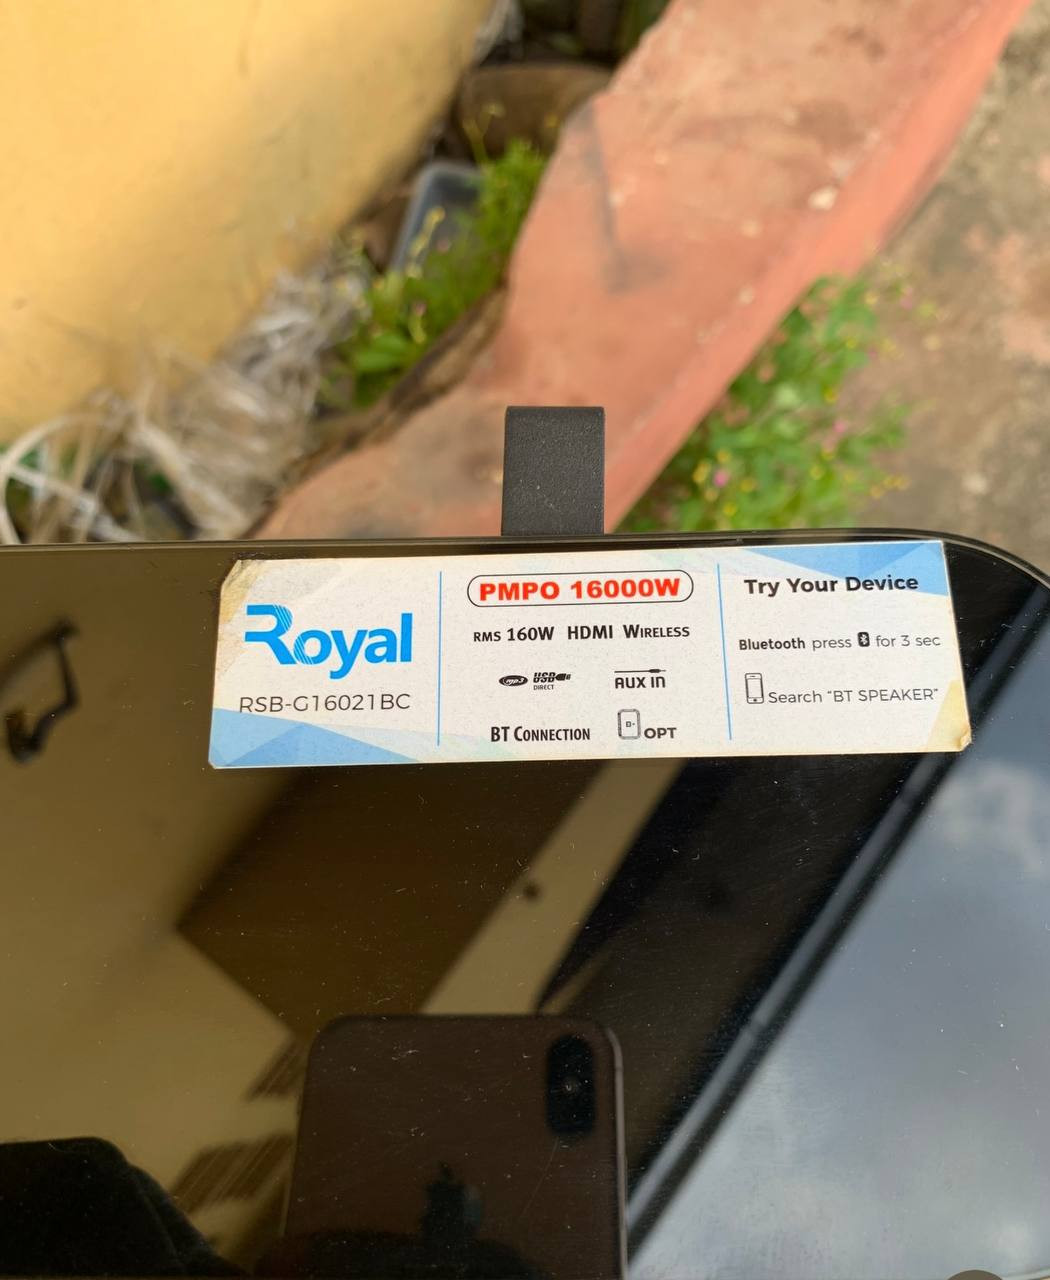 Royal
RSB-G16021BC
PMPO 16000W
RMS 160W HDMI WIRELESS
mp3 USB DIRECT AUX in
BT CONNECTION OPT
Try Your Device
Bluetooth press for 3 sec
Search "BT SPEAKER"